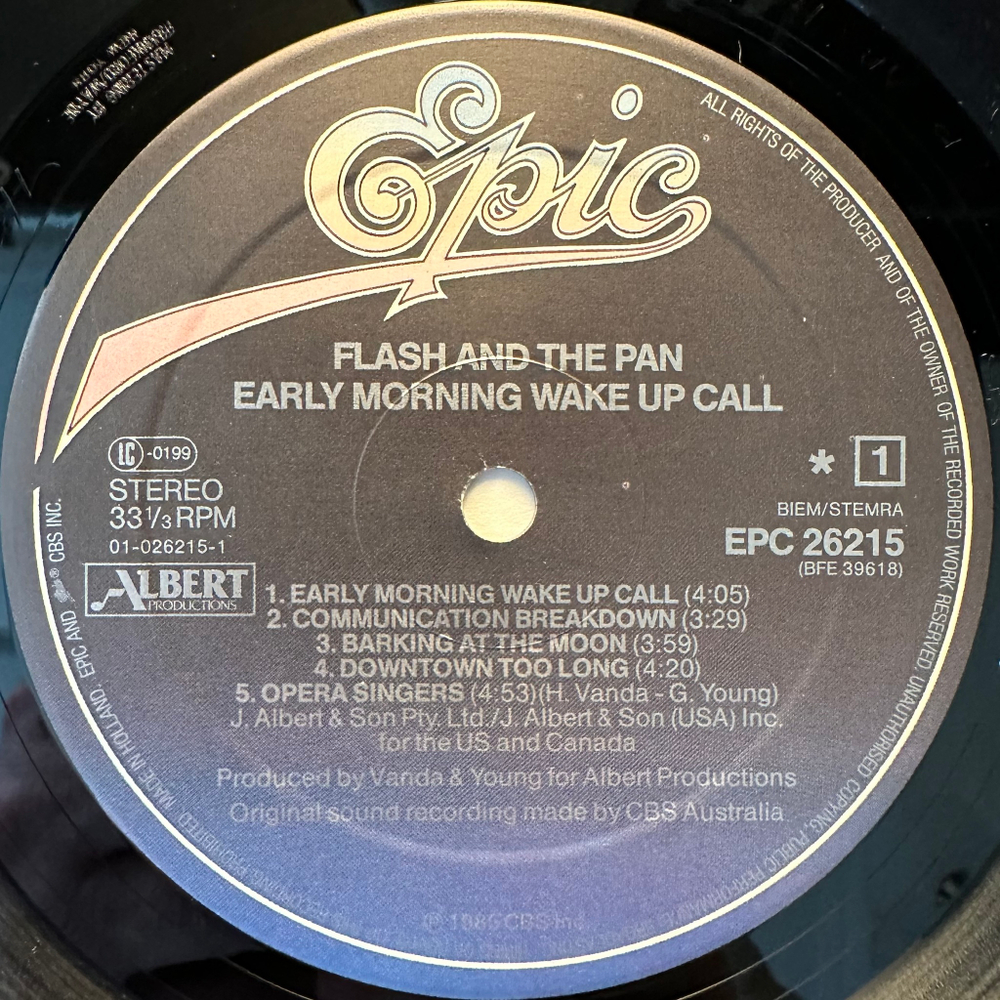 Epic
FLASH AND THE PAN
EARLY MORNING WAKE UP CALL
LC -0199
STEREO
33 1/3 RPM
01-026215-1
ALBERT
PRODUCTIONS
* 1
BIEM/STEMRA
EPC 26215
(BFE 39618)
1. EARLY MORNING WAKE UP CALL (4:05)
2. COMMUNICATION BREAKDOWN (3:29)
3. BARKING AT THE MOON (3:59)
4. DOWNTOWN TOO LONG (4:20)
5. OPERA SINGERS (4:53)(H. Vanda - G. Young)
J. Albert & Son Pty. Ltd./J. Albert & Son (USA) Inc.
for the US and Canada
Produced by Vanda & Young for Albert Productions
Original sound recording made by CBS Australia
CBS Inc.
ALL RIGHTS OF THE PRODUCER AND OF THE OWNER OF THE RECORDED WORK RESERVED. UNAUTHORISED COPYING, PUBLIC PERFORMANCE
PROHIBITED. MADE IN HOLLAND. EPIC AND ® CBS INC.